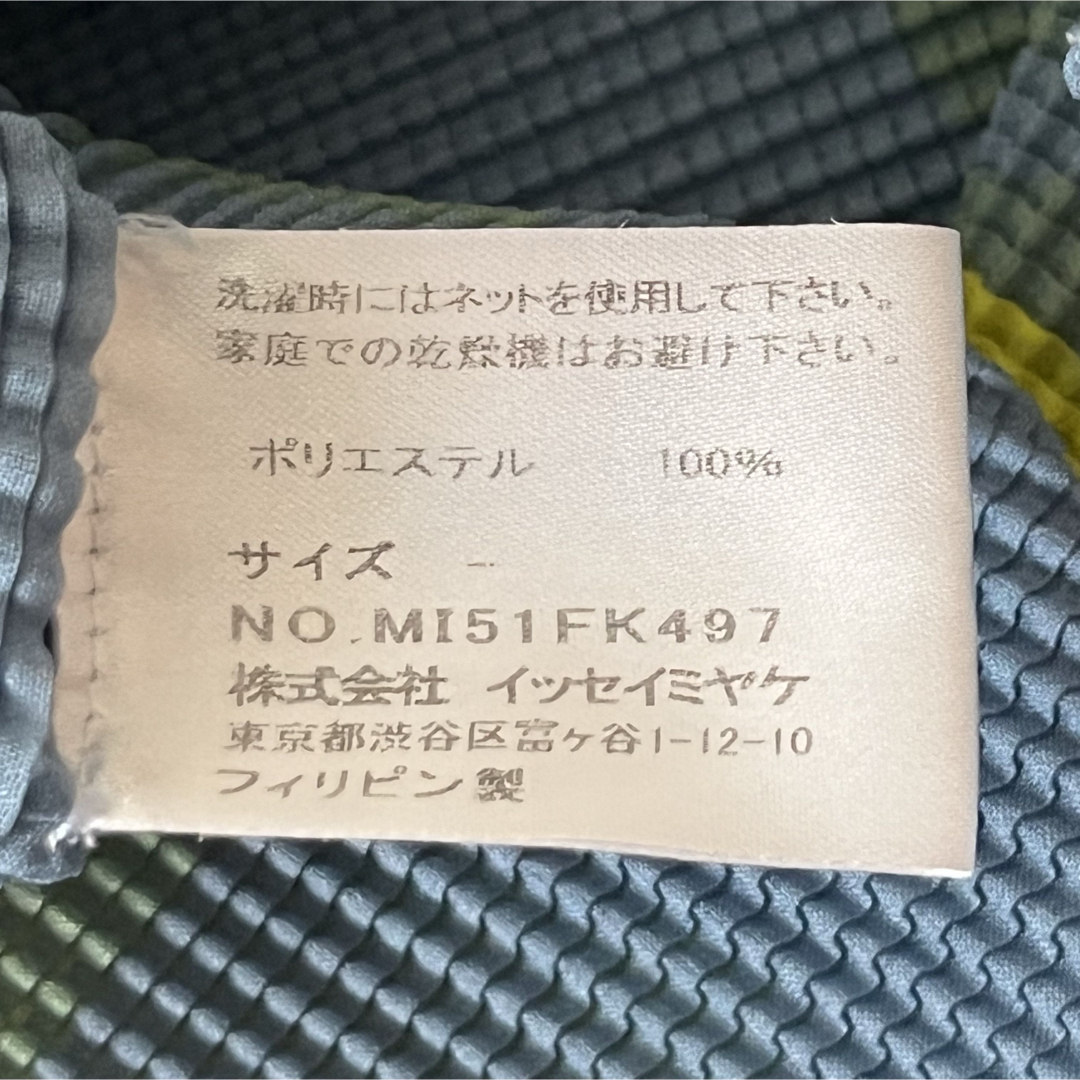 洗濯時にはネットを使用して下さい。
家庭での乾燥機はお避け下さい。
ポリエステル 100%
サイズ -
NO.MI51FK497
株式会社 イッセイミヤケ
東京都渋谷区富ヶ谷1-12-10
フィリピン製